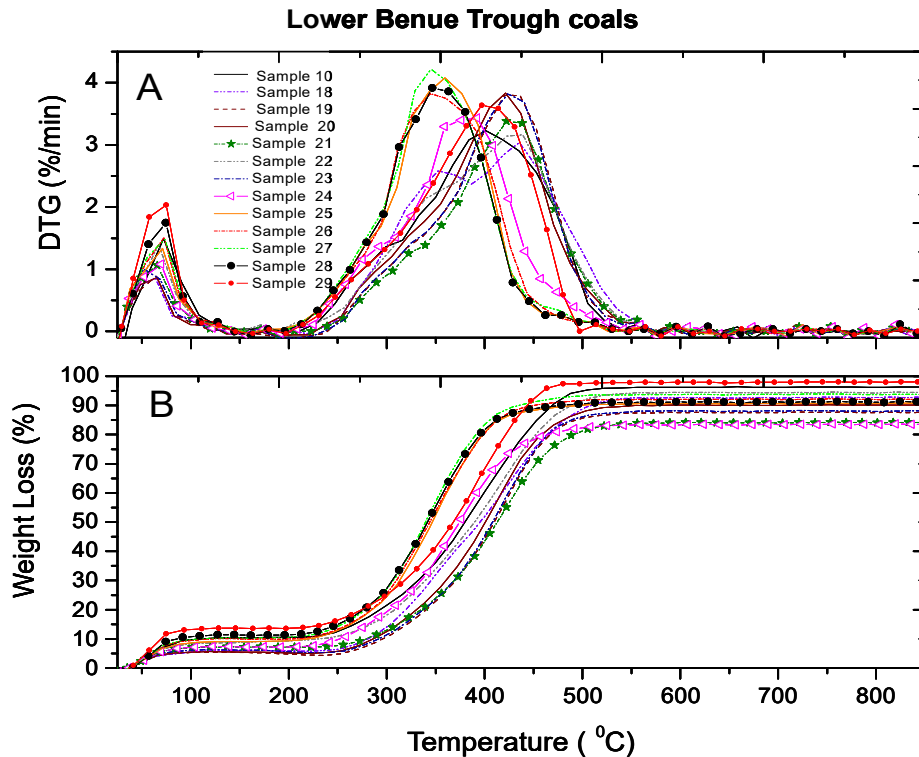 Lower Benue Trough coals
A
Sample 10
Sample 18
Sample 19
Sample 20
Sample 21
Sample 22
Sample 23
Sample 24
Sample 25
Sample 26
Sample 27
Sample 28
Sample 29
DTG (%/min)
4
3
2
1
0
B
Weight Loss (%)
100
90
80
70
60
50
40
30
20
10
0
100 200 300 400 500 600 700 800
Temperature ( ⁰C)